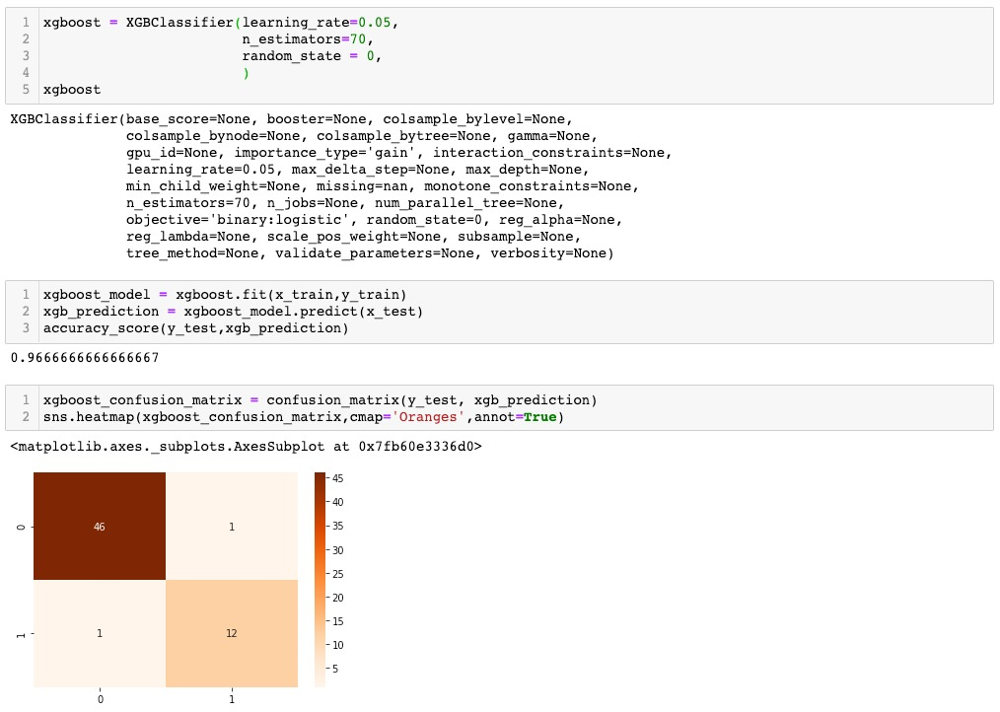 1 xgboost = XGBClassifier(learning_rate=0.05,
2 n_estimators=70,
3 random_state = 0,
4 )
5 xgboost
XGBClassifier(base_score=None, booster=None, colsample_bylevel=None,
colsample_bynode=None, colsample_bytree=None, gamma=None,
gpu_id=None, importance_type='gain', interaction_constraints=None,
learning_rate=0.05, max_delta_step=None, max_depth=None,
min_child_weight=None, missing=nan, monotone_constraints=None,
n_estimators=70, n_jobs=None, num_parallel_tree=None,
objective='binary:logistic', random_state=0, reg_alpha=None,
reg_lambda=None, scale_pos_weight=None, subsample=None,
tree_method=None, validate_parameters=None, verbosity=None)
1 xgboost_model = xgboost.fit(x_train,y_train)
2 xgb_prediction = xgboost_model.predict(x_test)
3 accuracy_score(y_test,xgb_prediction)
0.9666666666666667
1 xgboost_confusion_matrix = confusion_matrix(y_test, xgb_prediction)
2 sns.heatmap(xgboost_confusion_matrix,cmap='Oranges',annot=True)
<matplotlib.axes._subplots.AxesSubplot at 0x7fb60e3336d0>
0 46 1
1 1 12
0 1
45
40
35
30
25
20
15
10
5